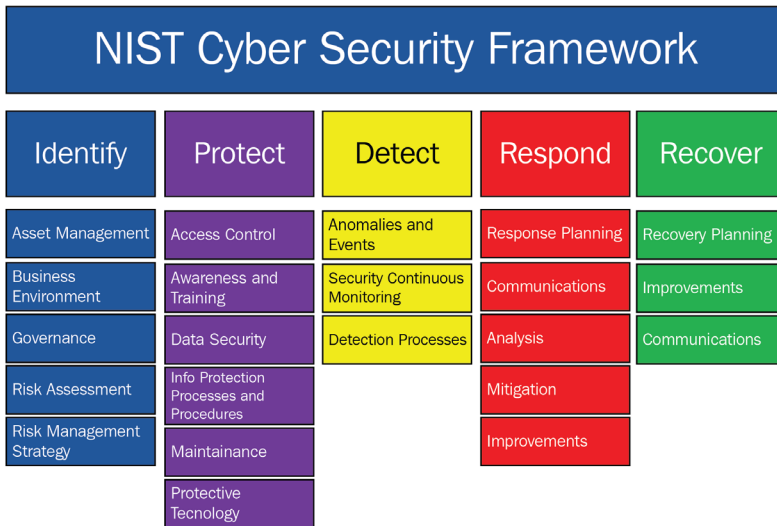 NIST Cyber Security Framework
Identify
Asset Management
Business
Environment
Governance
Risk Assessment
Risk Management
Strategy
Protect
Access Control
Awareness and
Training
Data Security
Info Protection
Processes and
Procedures
Maintainance
Protective
Tecnology
Detect
Anomalies and
Events
Security Continuous
Monitoring
Detection Processes
Respond
Response Planning
Communications
Analysis
Mitigation
Improvements
Recover
Recovery Planning
Improvements
Communications